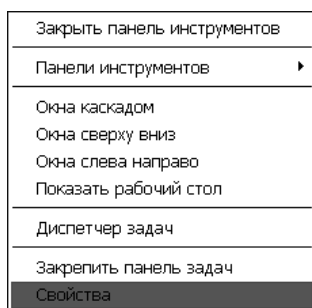 Закрыть панель инструментов
Панели инструментов
Окна каскадом
Окна сверху вниз
Окна слева направо
Показать рабочий стол
Диспетчер задач
Закрепить панель задач
Свойства